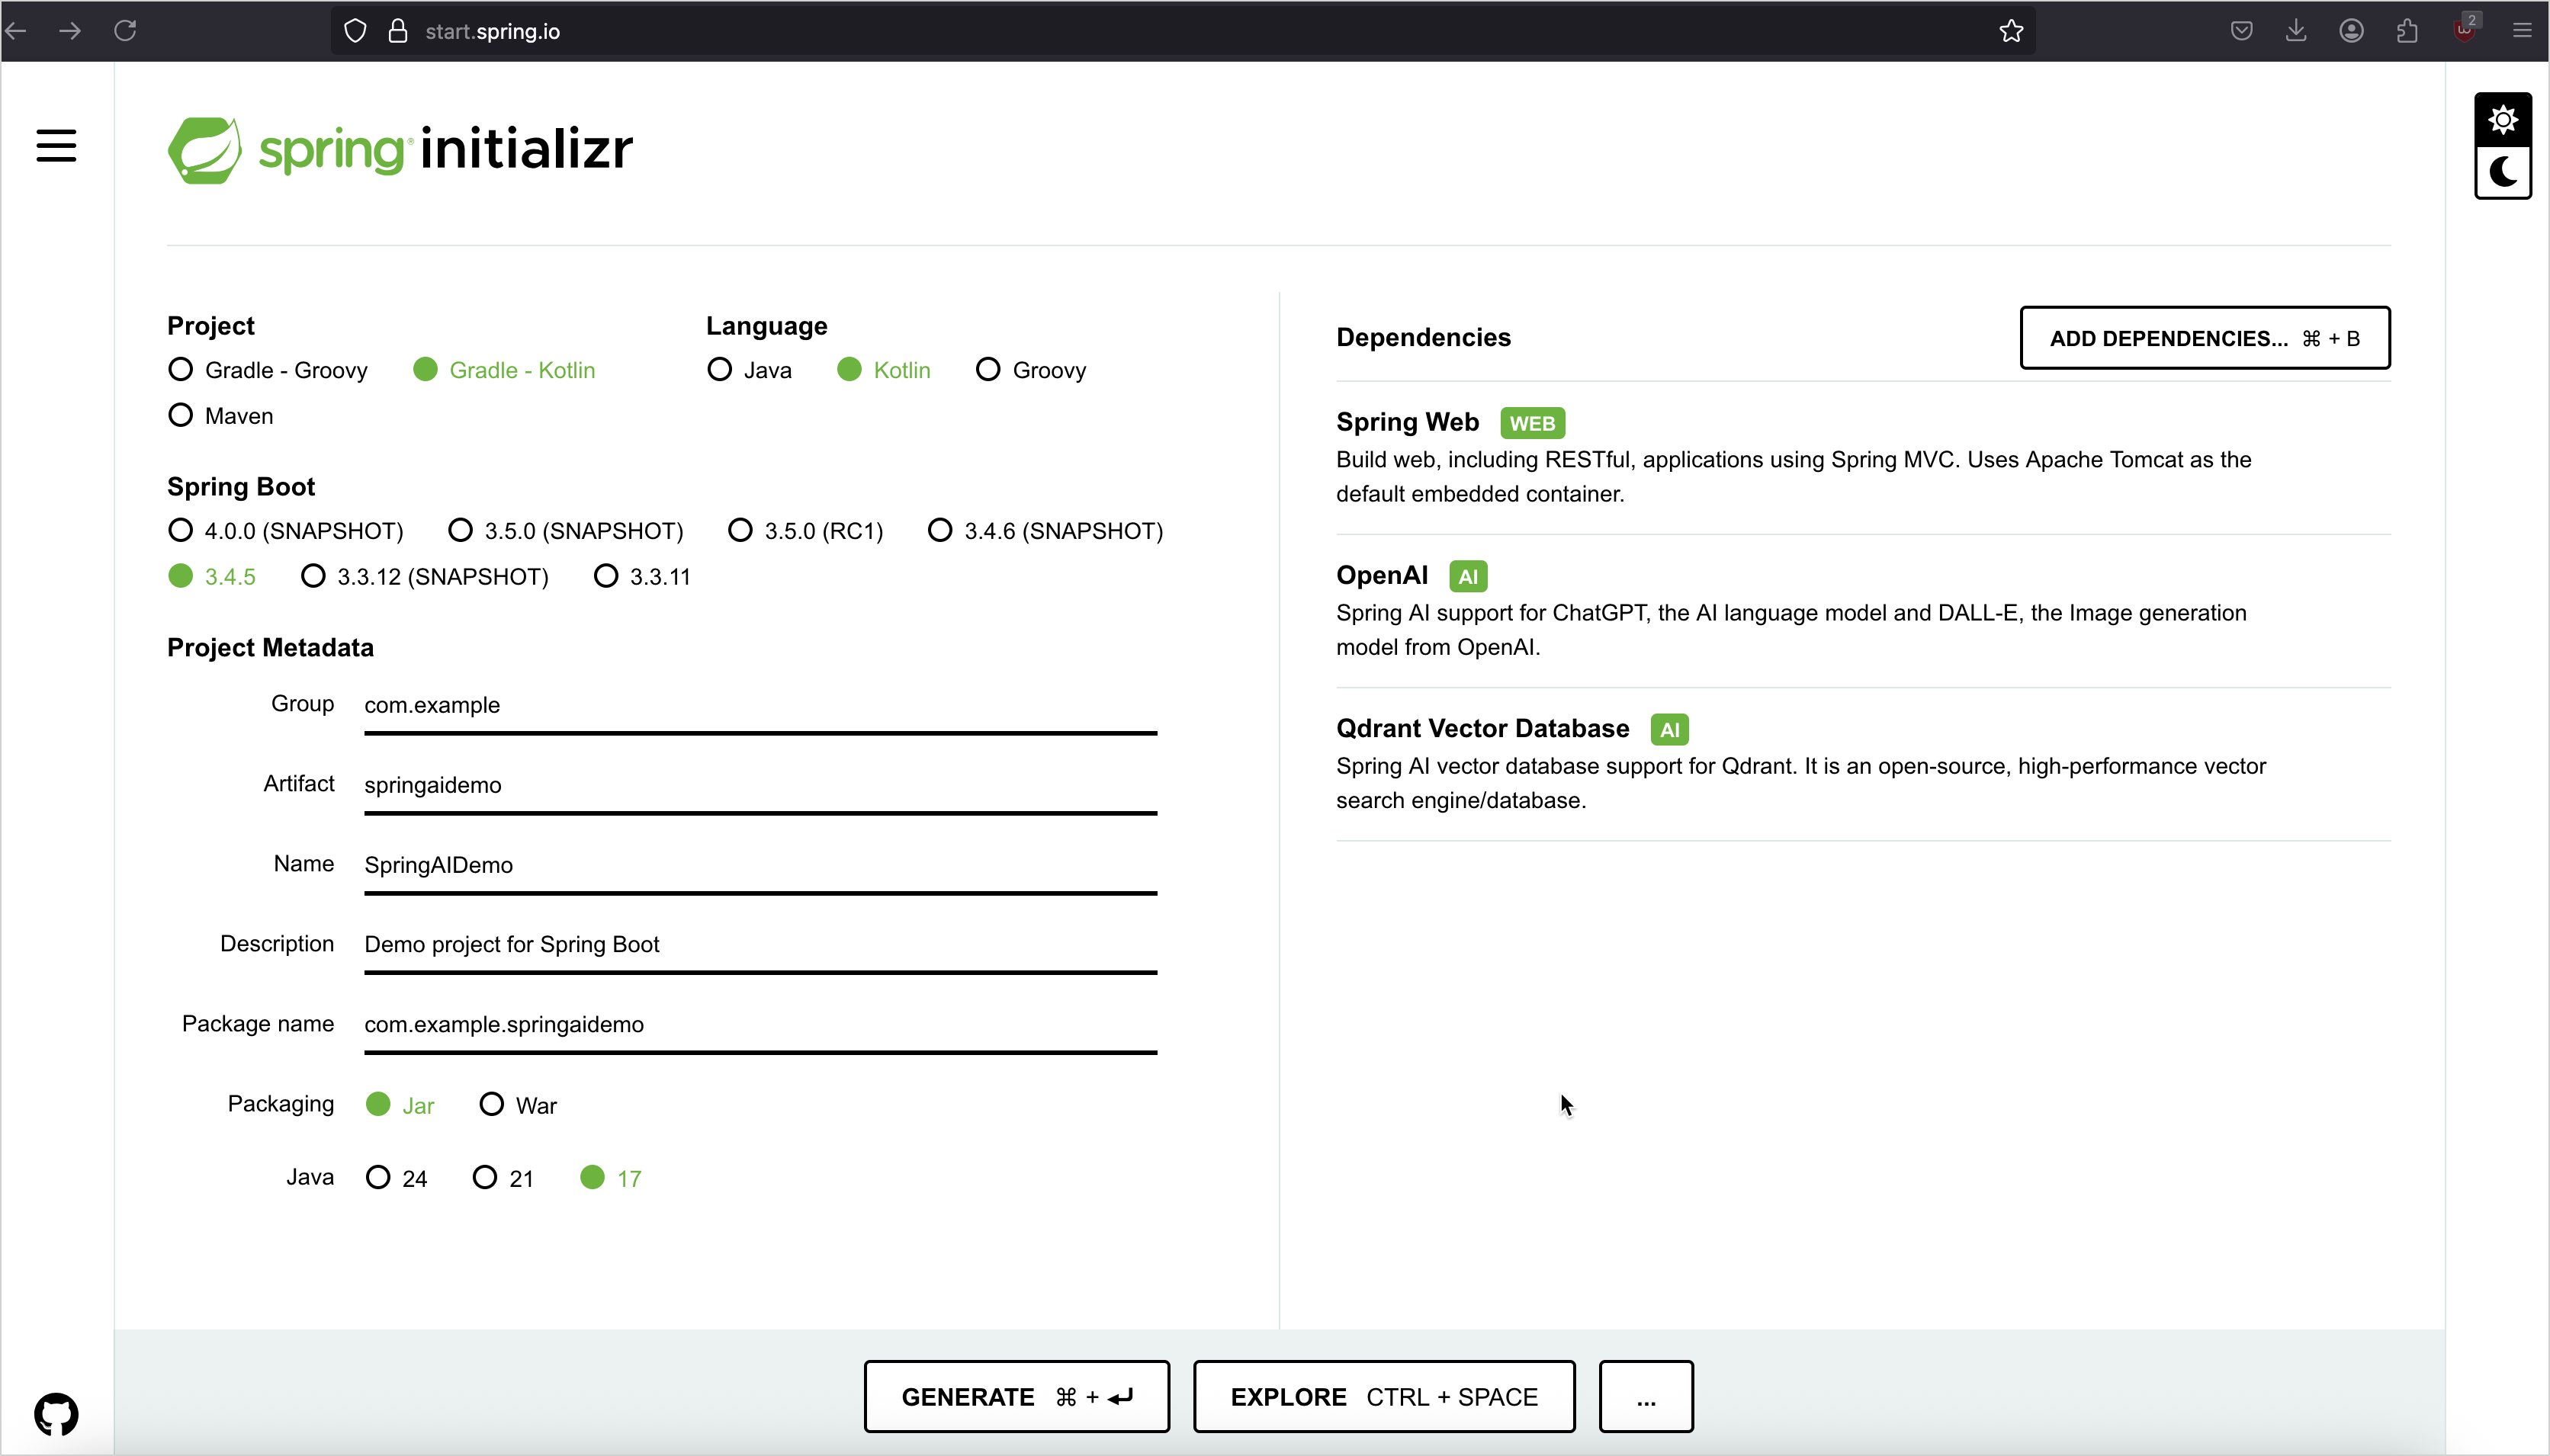 start.spring.io
2
spring initializr
Project
Gradle - Groovy Gradle - Kotlin
Maven
Language
Java Kotlin Groovy
Spring Boot
4.0.0 (SNAPSHOT) 3.5.0 (SNAPSHOT) 3.5.0 (RC1) 3.4.6 (SNAPSHOT)
3.4.5 3.3.12 (SNAPSHOT) 3.3.11
Project Metadata
Group com.example
Artifact springaidemo
Name SpringAIDemo
Description Demo project for Spring Boot
Package name com.example.springaidemo
Packaging Jar War
Java 24 21 17
Dependencies
ADD DEPENDENCIES... ⌘ + B
Spring Web WEB
Build web, including RESTful, applications using Spring MVC. Uses Apache Tomcat as the
default embedded container.
OpenAI AI
Spring AI support for ChatGPT, the AI language model and DALL-E, the Image generation
model from OpenAI.
Qdrant Vector Database AI
Spring AI vector database support for Qdrant. It is an open-source, high-performance vector
search engine/database.
GENERATE ⌘ + ⏎
EXPLORE CTRL + SPACE
...